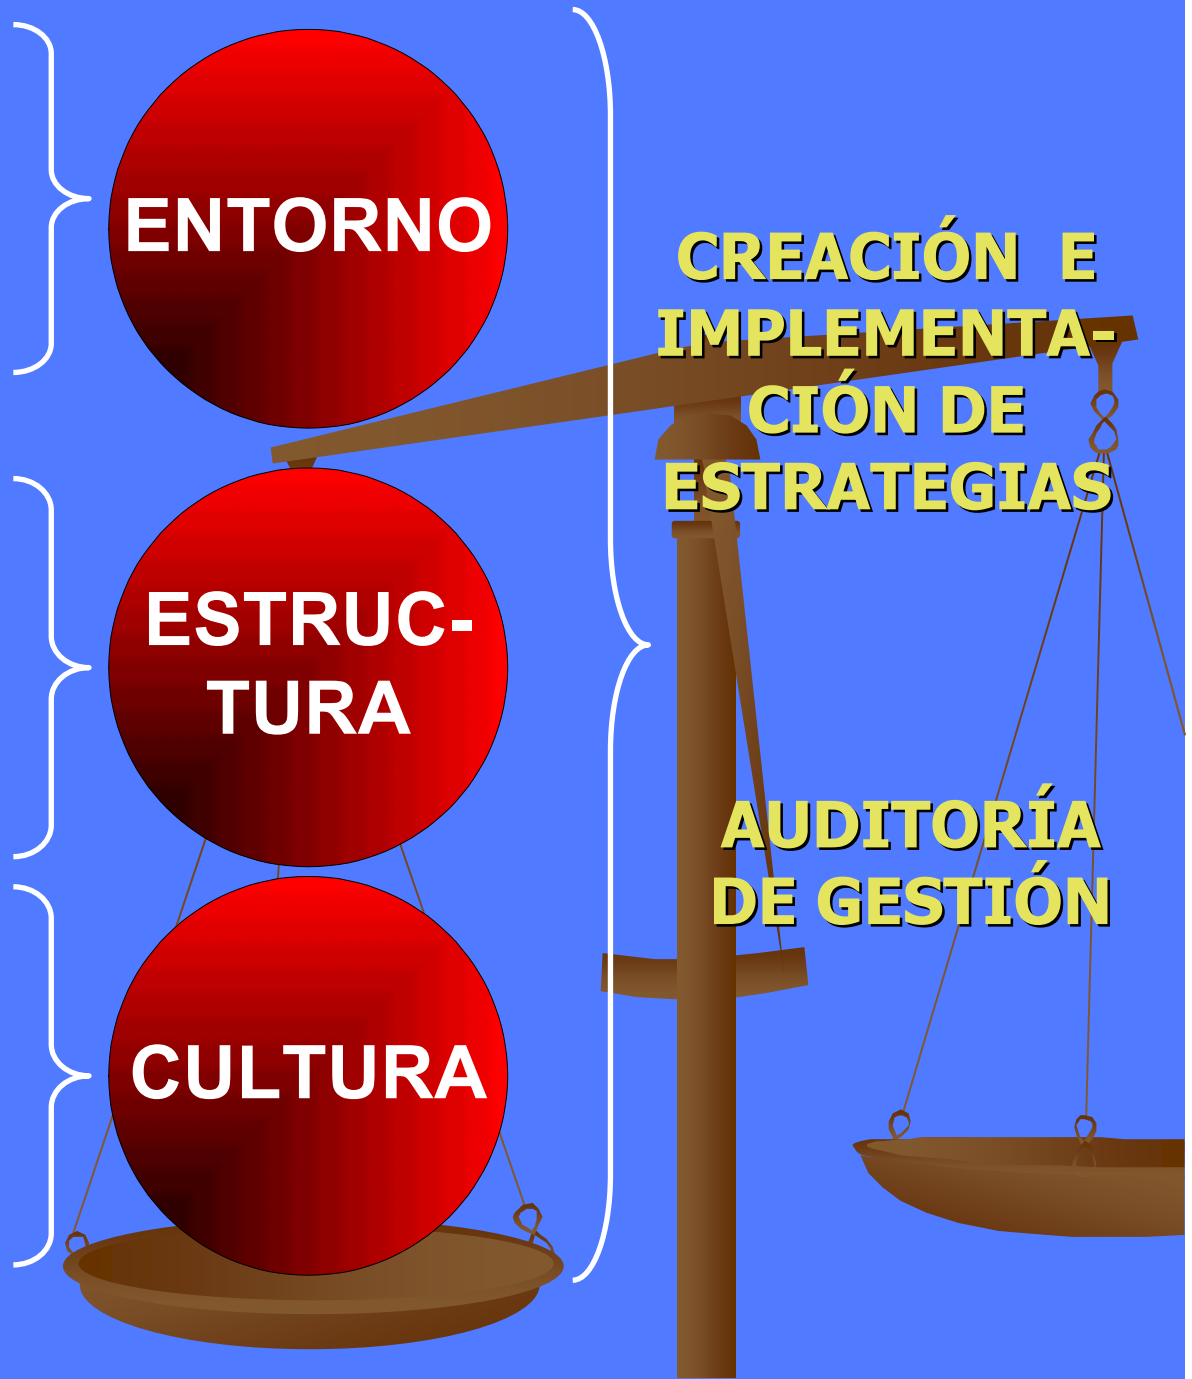 ENTORNO
ESTRUC-
TURA
CULTURA
CREACIÓN E
IMPLEMENTA-
CIÓN DE
ESTRATEGIAS
AUDITORÍA
DE GESTIÓN